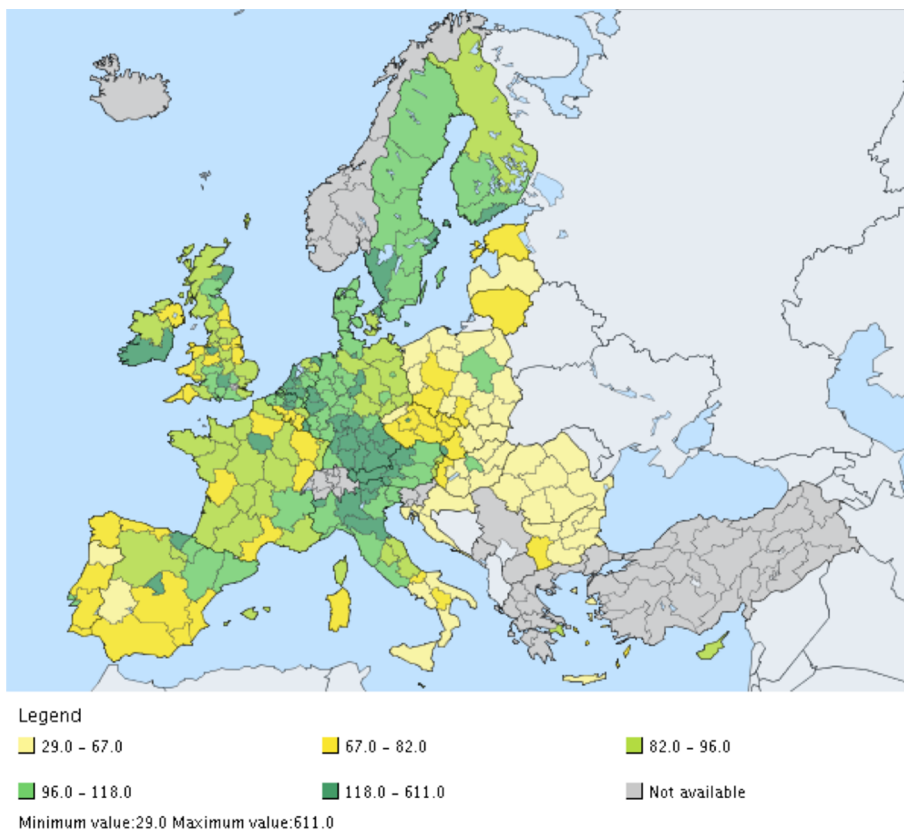 Legend
29.0 - 67.0
67.0 - 82.0
82.0 - 96.0
96.0 - 118.0
118.0 - 611.0
Not available
Minimum value:29.0 Maximum value:611.0